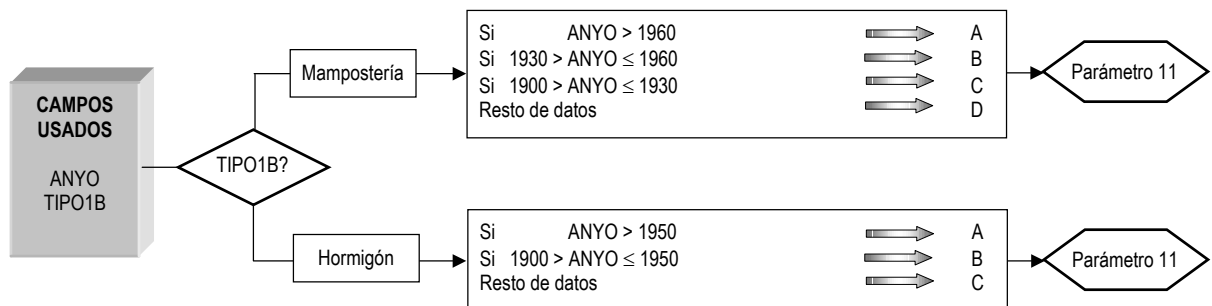 CAMPOS
USADOS
ANYO
TIPO1B
TIPO1B?
Mampostería
Si ANYO > 1960 A
Si 1930 > ANYO ≤ 1960 B
Si 1900 > ANYO ≤ 1930 C
Resto de datos D
Parámetro 11
Hormigón
Si ANYO > 1950 A
Si 1900 > ANYO ≤ 1950 B
Resto de datos C
Parámetro 11